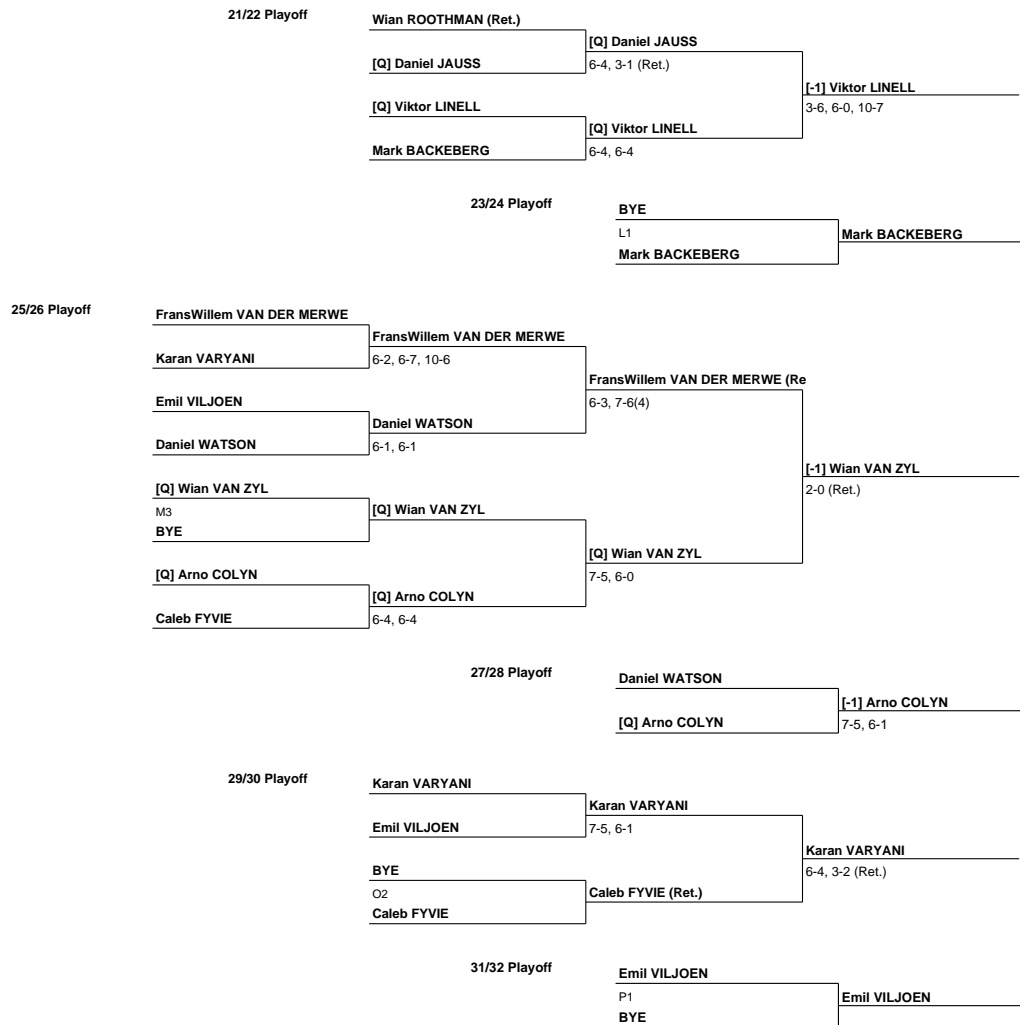 21/22 Playoff
Wian ROOTHMAN (Ret.)
[Q] Daniel JAUSS
[Q] Daniel JAUSS
6-4, 3-1 (Ret.)
[-1] Viktor LINELL
3-6, 6-0, 10-7
[Q] Viktor LINELL
[Q] Viktor LINELL
6-4, 6-4
Mark BACKEBERG
23/24 Playoff
BYE
L1
Mark BACKEBERG
Mark BACKEBERG
25/26 Playoff
FransWillem VAN DER MERWE
FransWillem VAN DER MERWE
6-2, 6-7, 10-6
Karan VARYANI
FransWillem VAN DER MERWE (Re
6-3, 7-6(4)
Emil VILJOEN
Daniel WATSON
6-1, 6-1
Daniel WATSON
[-1] Wian VAN ZYL
2-0 (Ret.)
[Q] Wian VAN ZYL
M3
[Q] Wian VAN ZYL
BYE
[Q] Wian VAN ZYL
7-5, 6-0
[Q] Arno COLYN
[Q] Arno COLYN
6-4, 6-4
Caleb FYVIE
27/28 Playoff
Daniel WATSON
[-1] Arno COLYN
7-5, 6-1
[Q] Arno COLYN
29/30 Playoff
Karan VARYANI
Karan VARYANI
7-5, 6-1
Emil VILJOEN
Karan VARYANI
6-4, 3-2 (Ret.)
BYE
O2
Caleb FYVIE (Ret.)
Caleb FYVIE
31/32 Playoff
Emil VILJOEN
P1
Emil VILJOEN
BYE